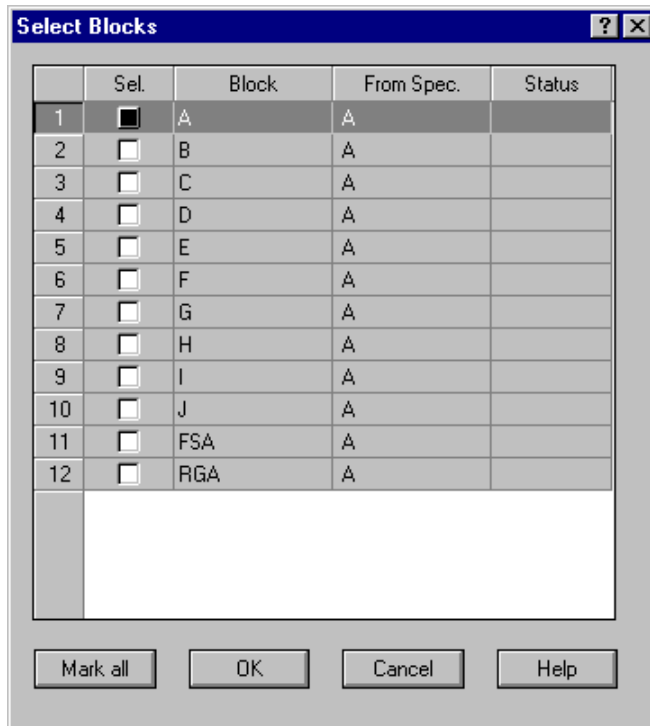 Select Blocks ? X
Sel. Block From Spec. Status
1 A A
2 B A
3 C A
4 D A
5 E A
6 F A
7 G A
8 H A
9 I A
10 J A
11 FSA A
12 RGA A
Mark all OK Cancel Help